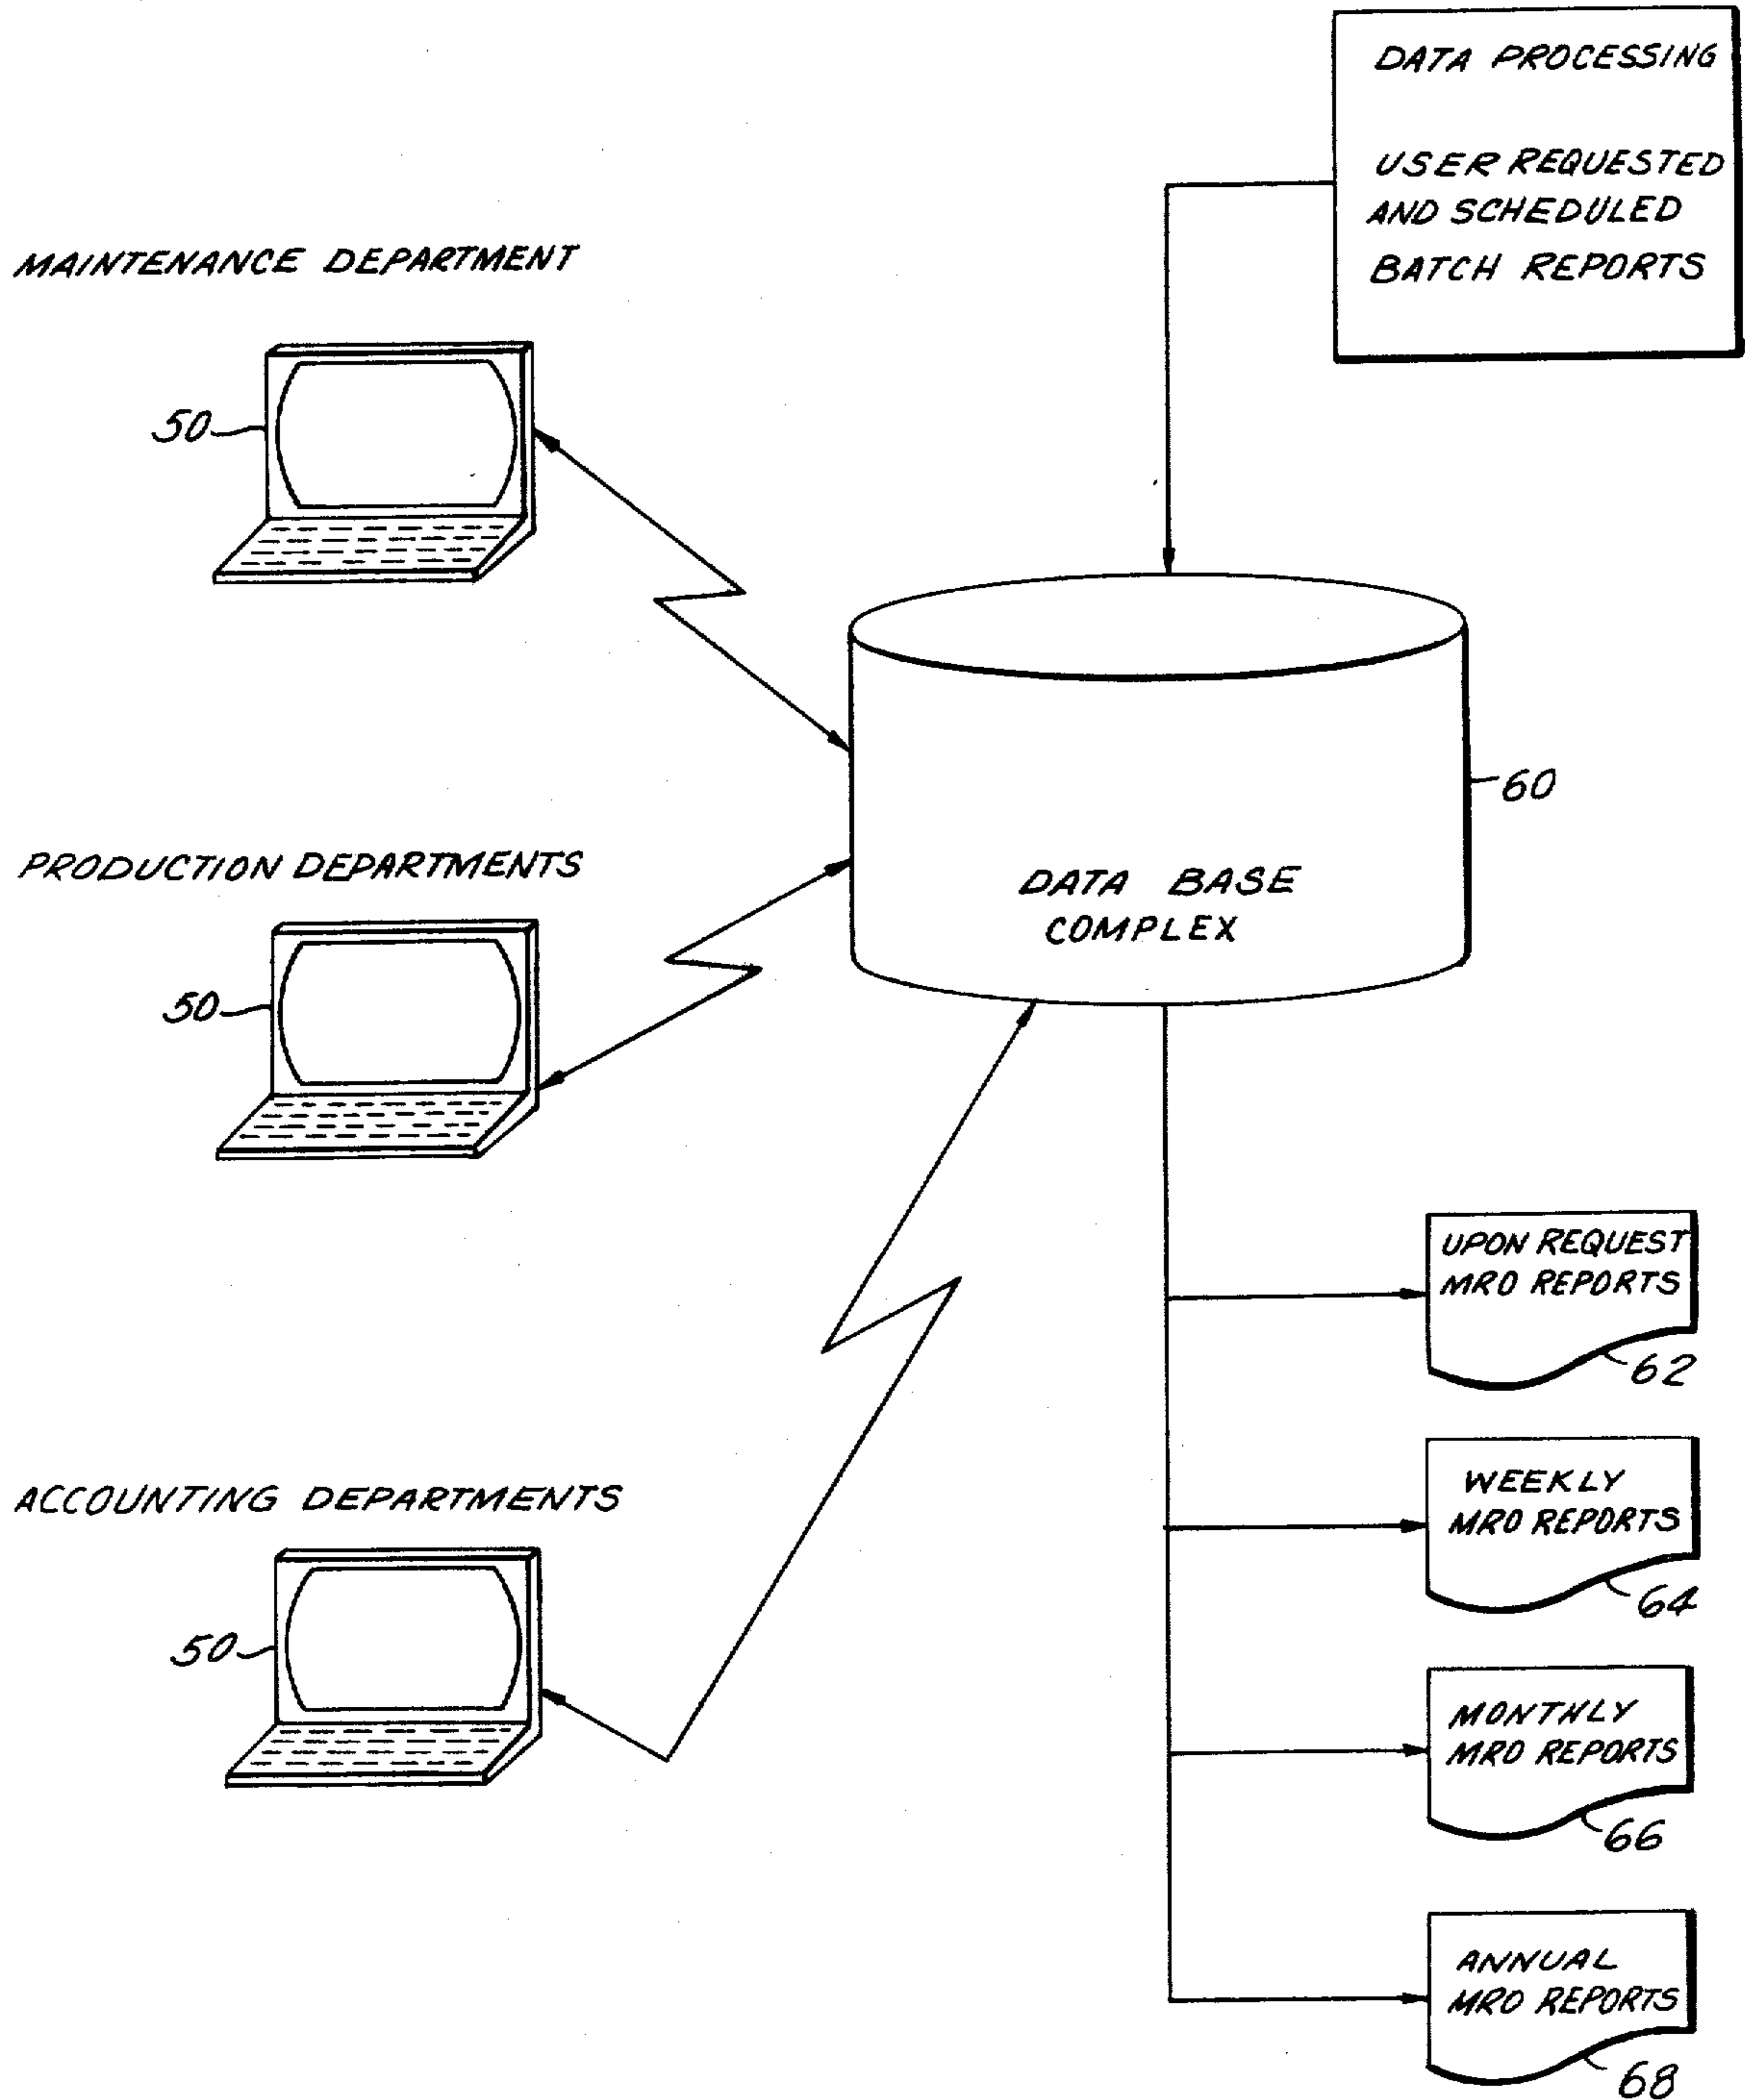 DATA PROCESSING
USER REQUESTED
AND SCHEDULED
BATCH REPORTS
MAINTENANCE DEPARTMENT
50
60
DATA BASE
COMPLEX
PRODUCTION DEPARTMENTS
50
UPON REQUEST
MRO REPORTS
62
WEEKLY
MRO REPORTS
64
ACCOUNTING DEPARTMENTS
50
MONTHLY
MRO REPORTS
66
ANNUAL
MRO REPORTS
68